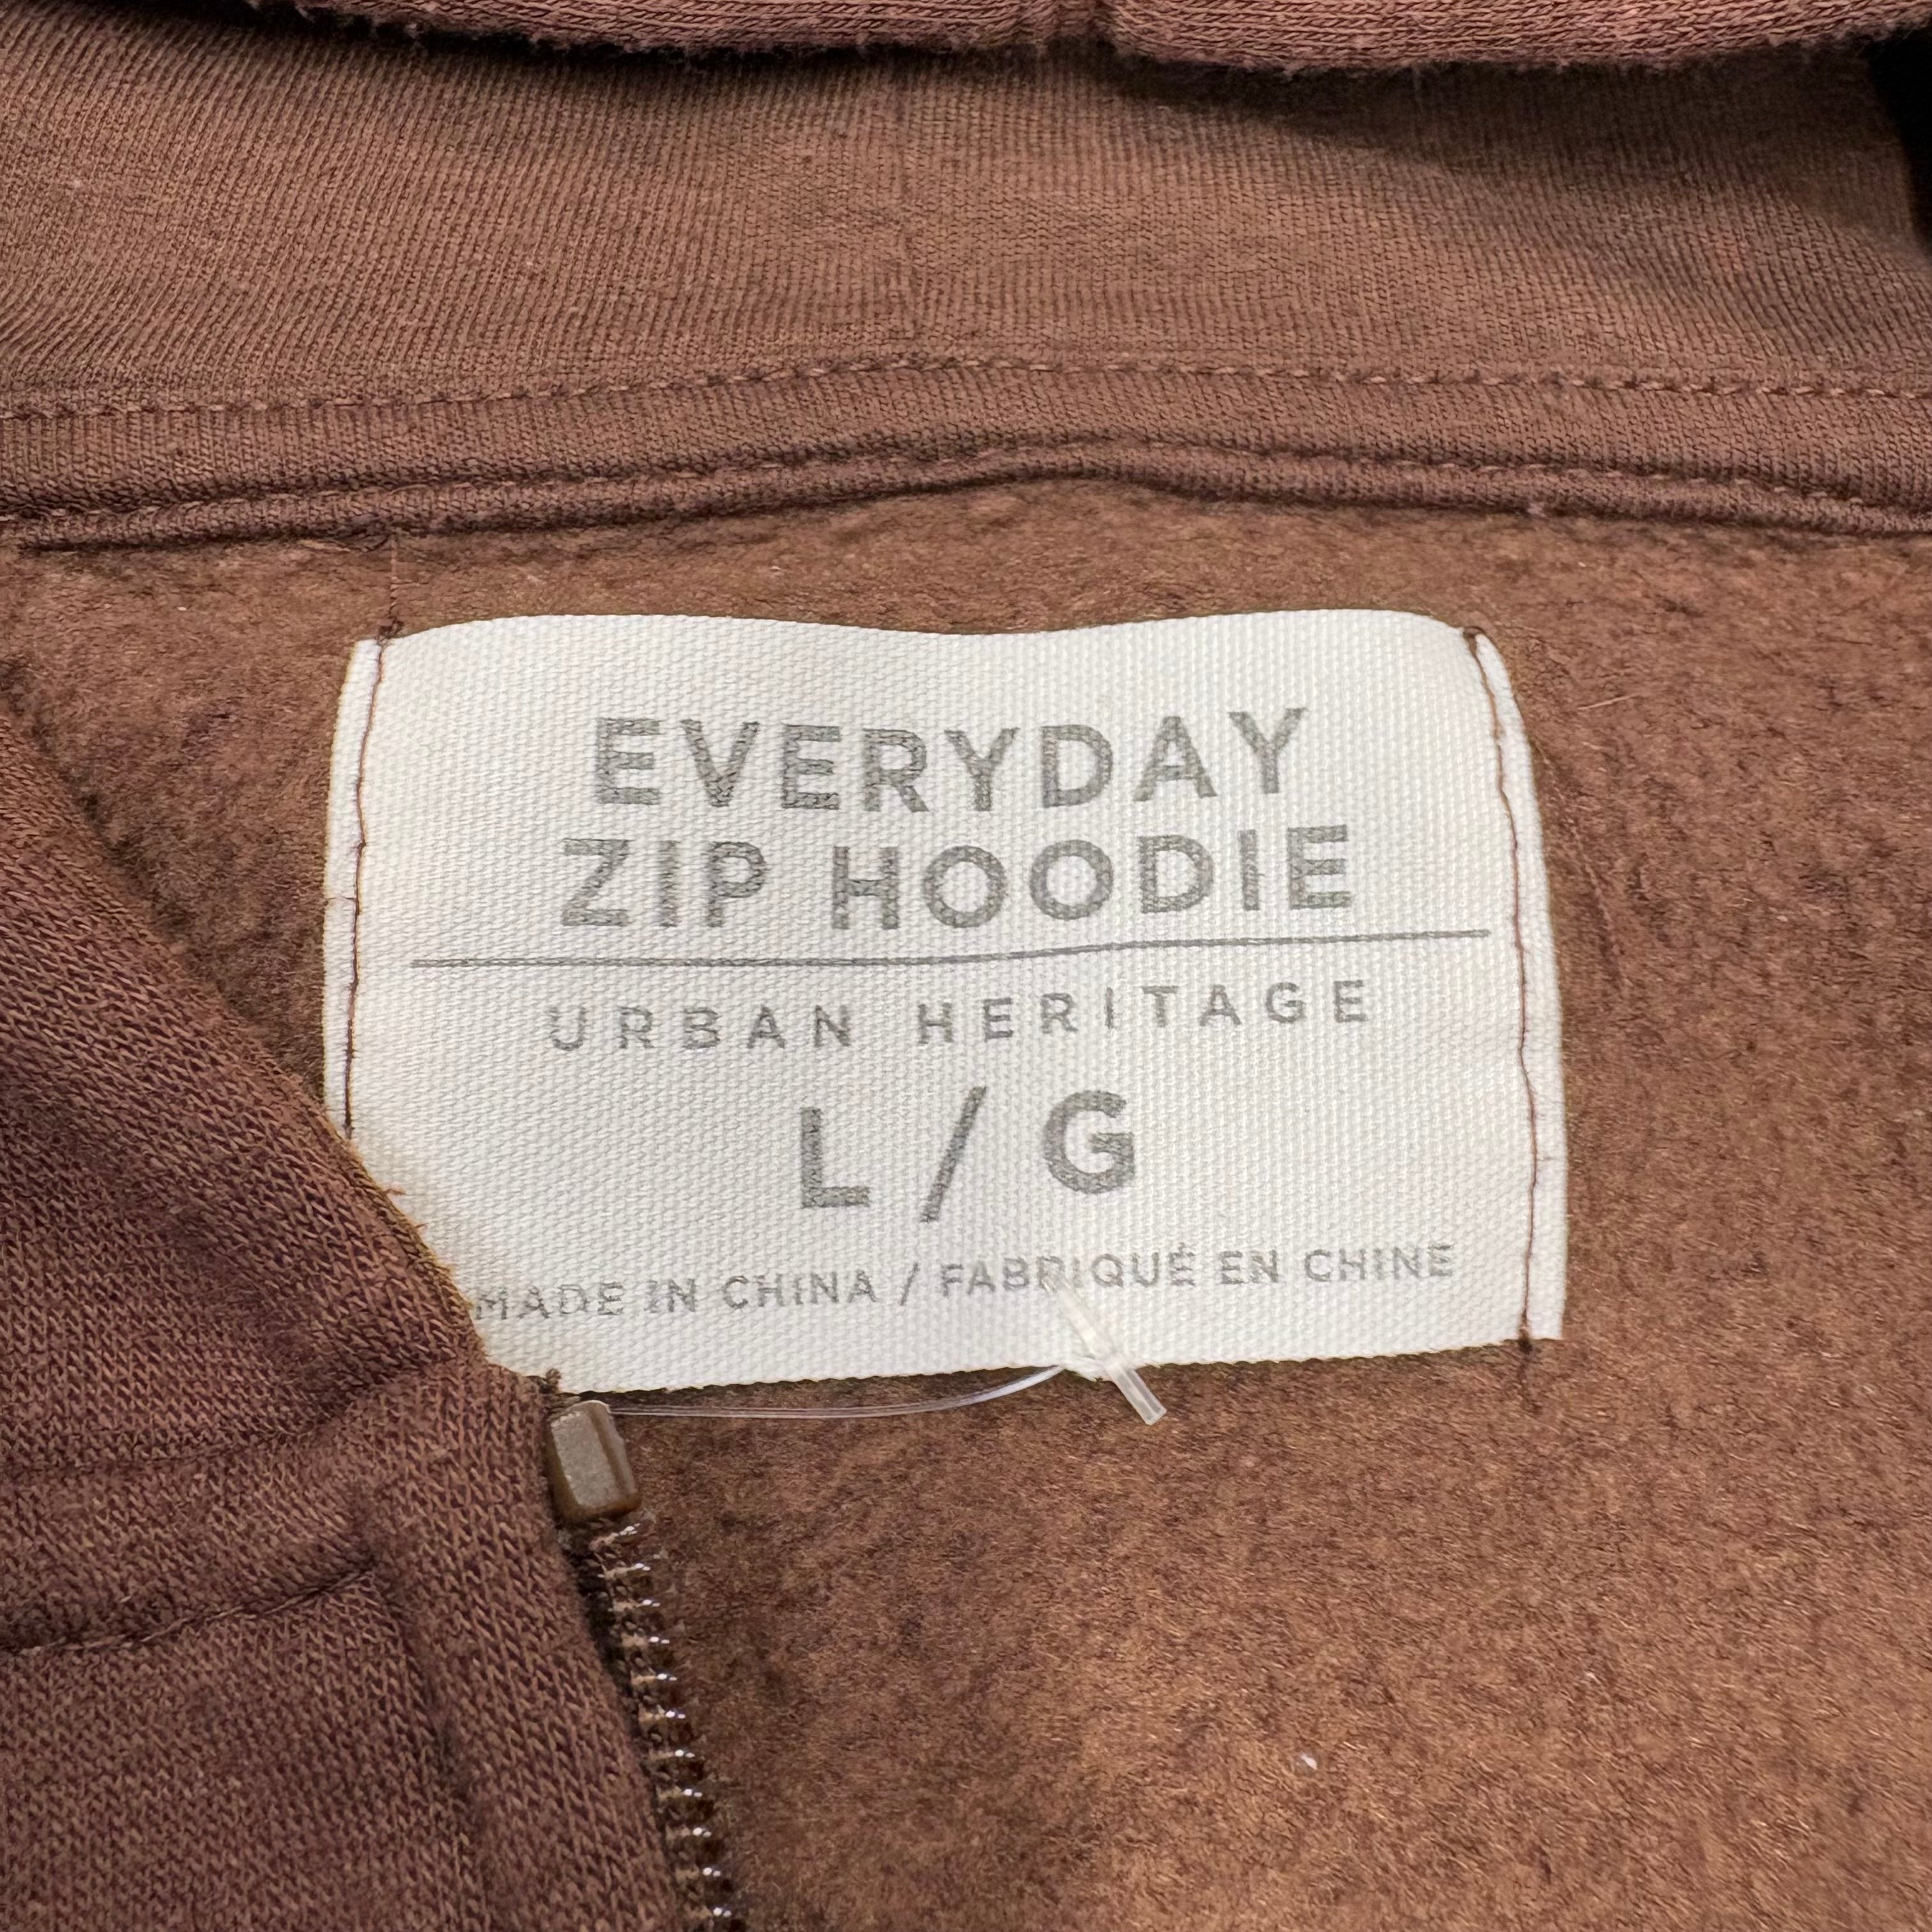 EVERYDAY
ZIP HOODIE
URBAN HERITAGE
L / G
MADE IN CHINA / FABRIQUÉ EN CHINE